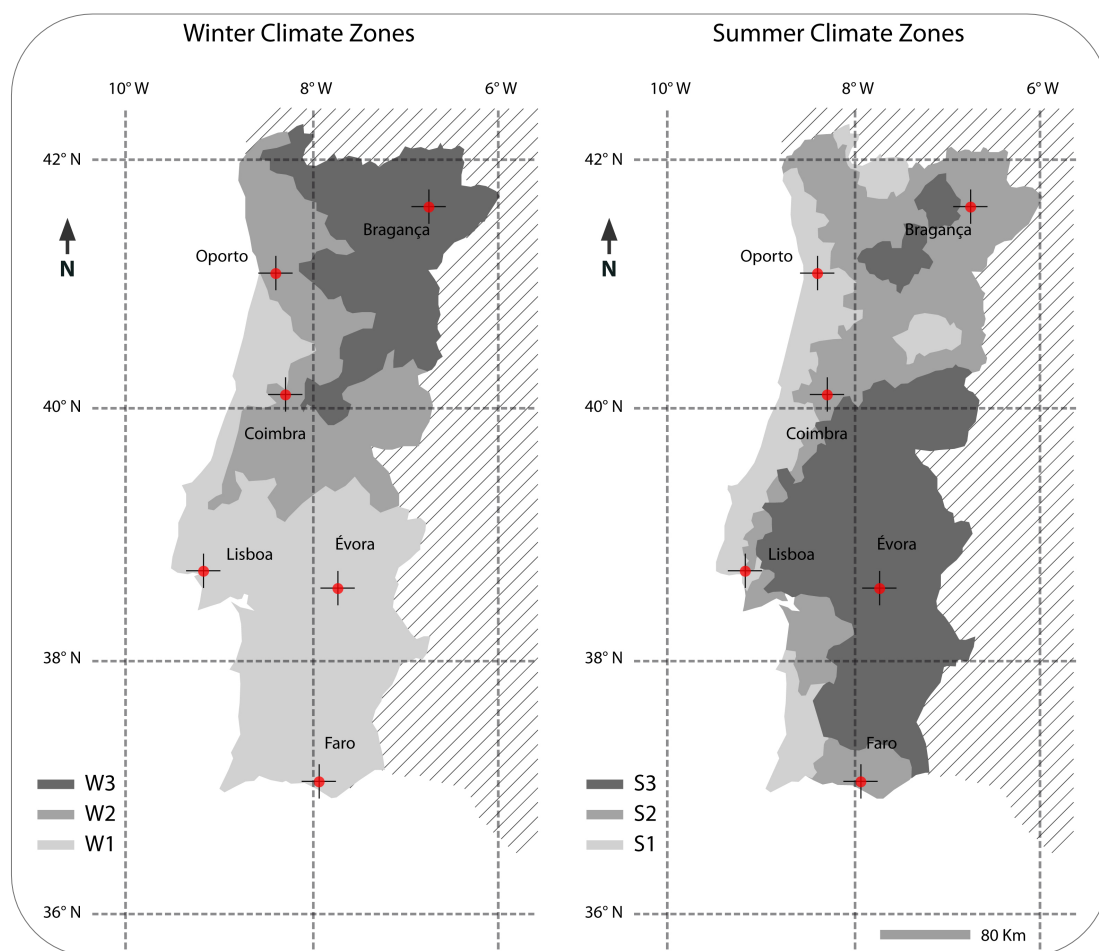 Winter Climate Zones
10° W
8° W
6° W
42° N
Bragança
Oporto
N
40° N
Coimbra
Lisboa
Évora
38° N
Faro
W3
W2
W1
36° N
Summer Climate Zones
10° W
8° W
6° W
42° N
Bragança
Oporto
N
40° N
Coimbra
Lisboa
Évora
38° N
Faro
S3
S2
S1
36° N
80 Km